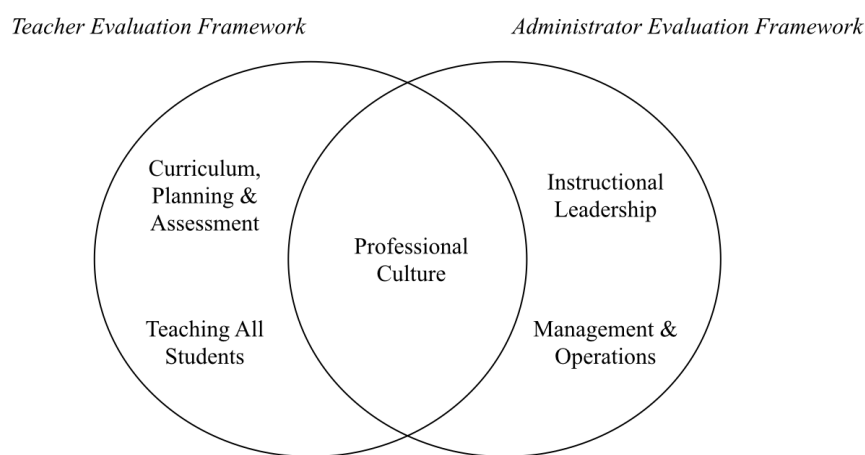 Teacher Evaluation Framework
Administrator Evaluation Framework
Curriculum,
Planning &
Assessment
Teaching All
Students
Professional
Culture
Instructional
Leadership
Management &
Operations